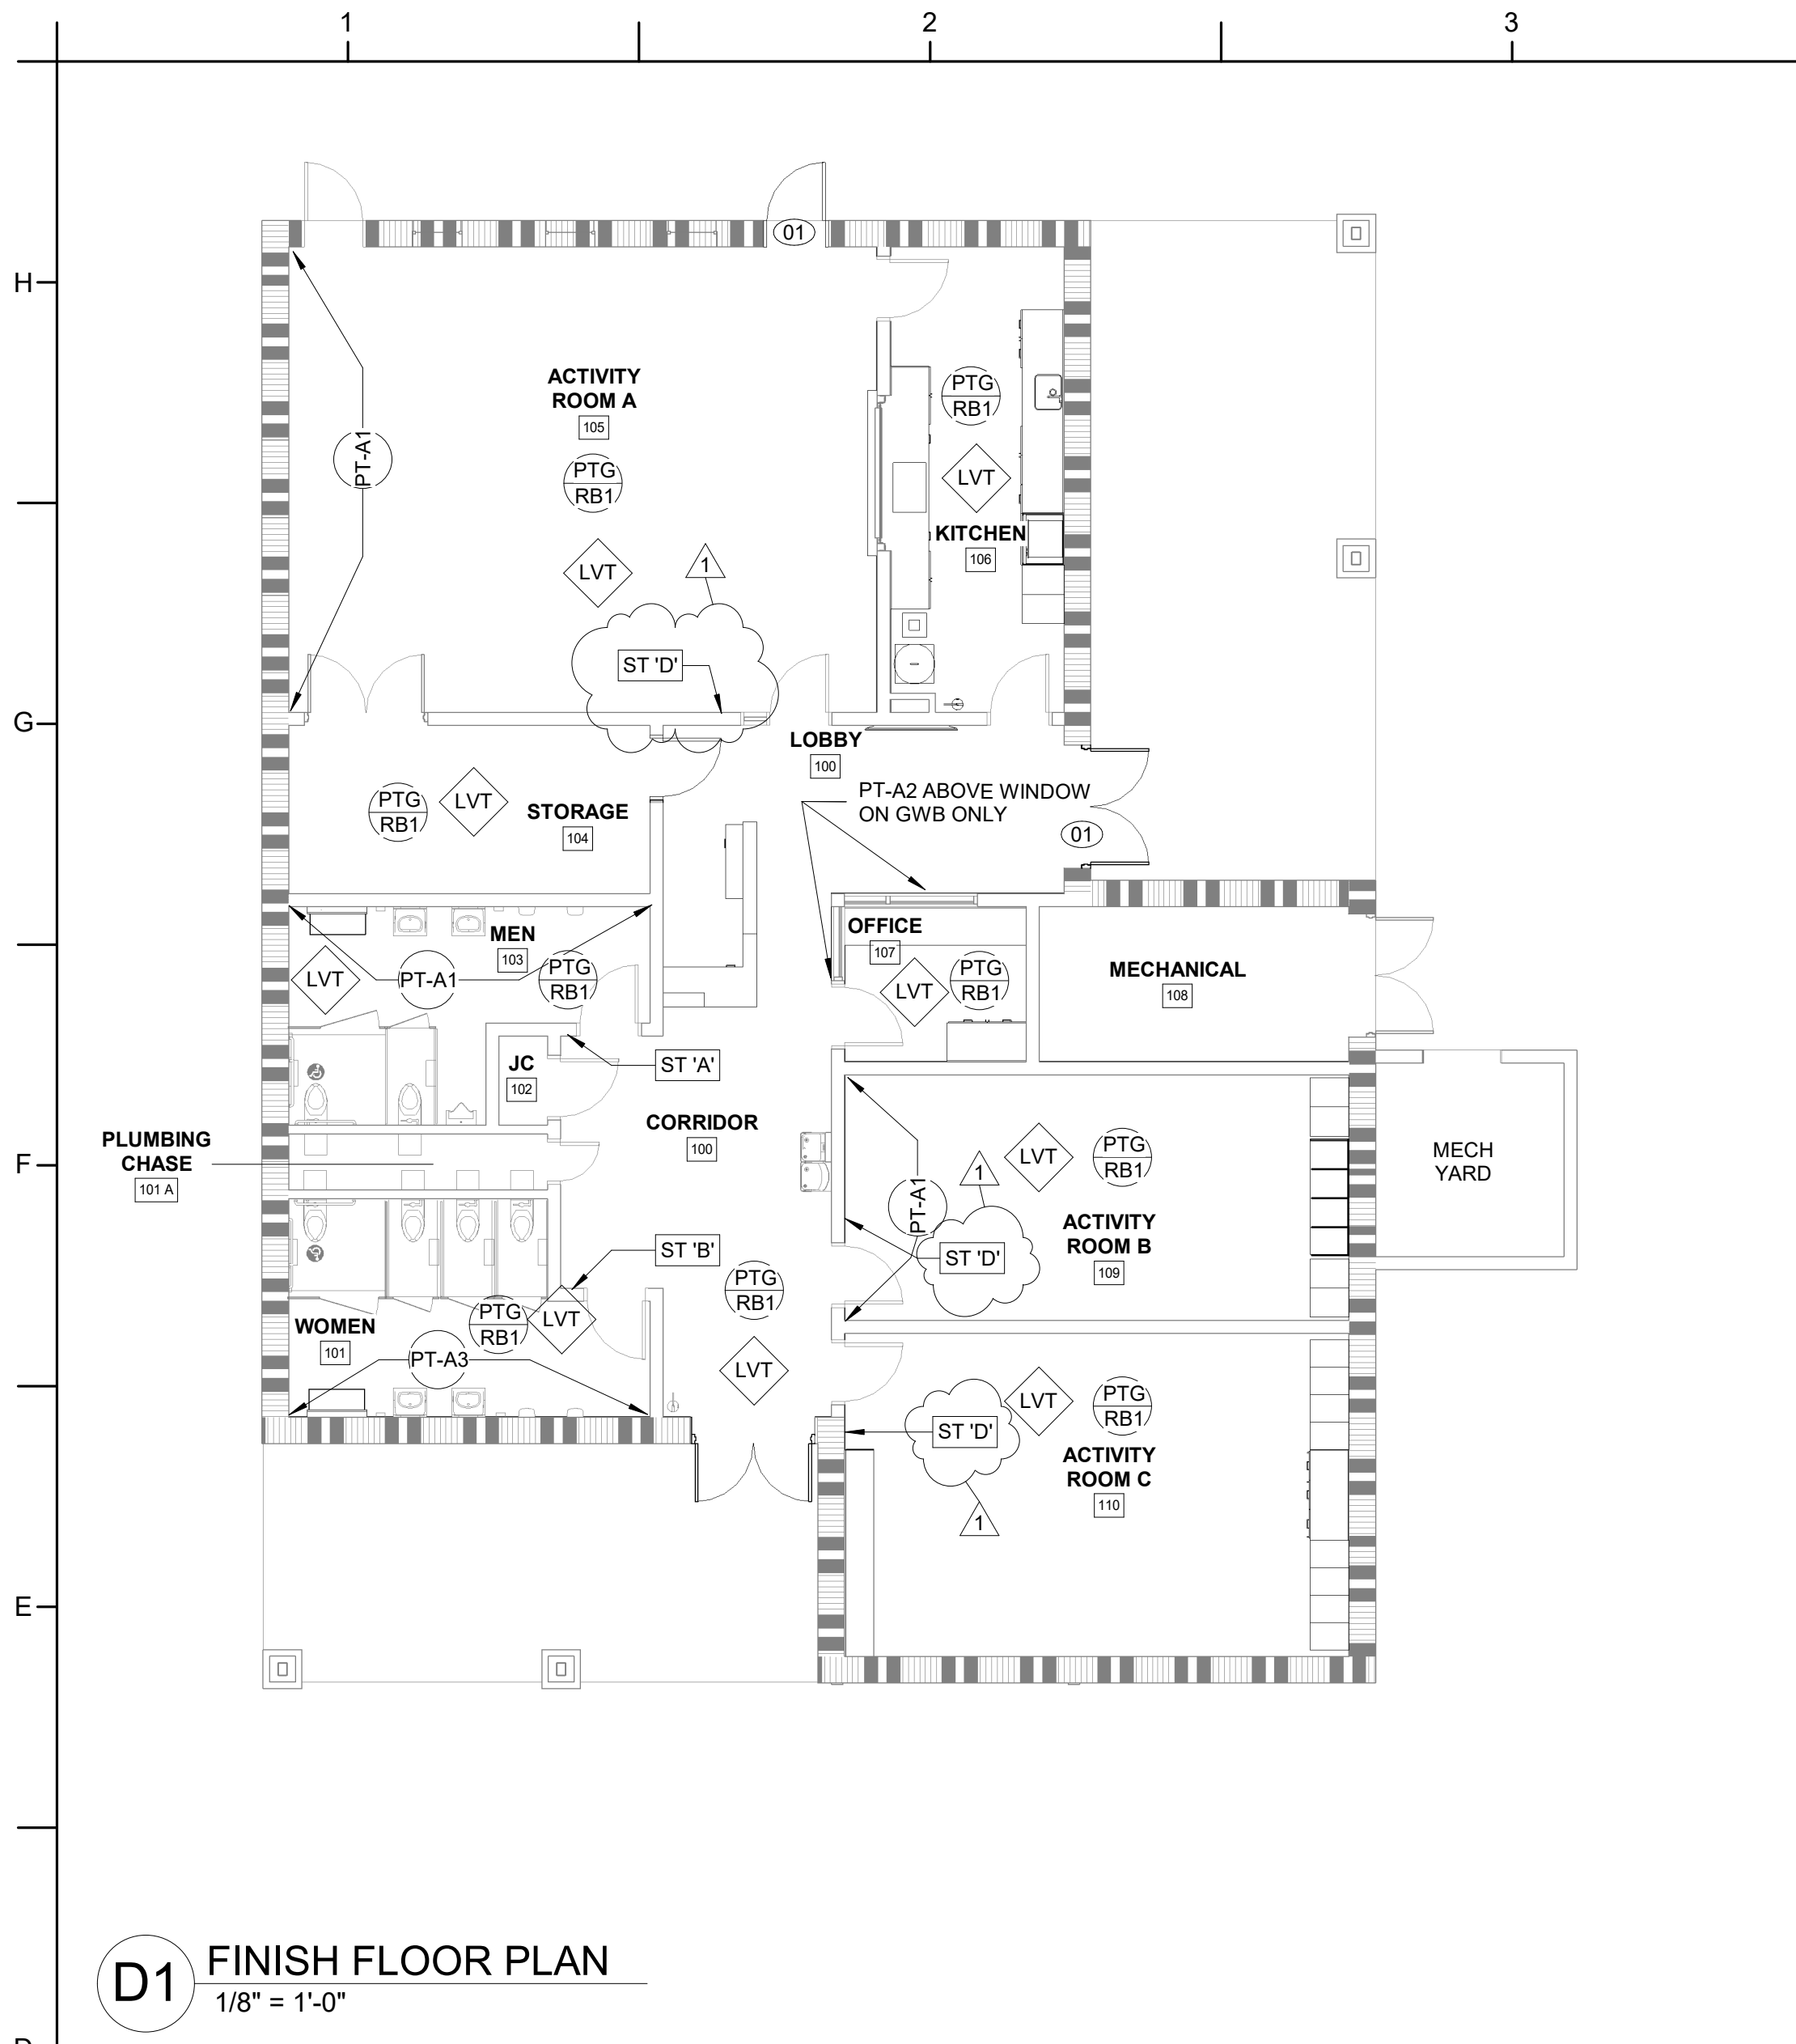 1
2
3
H
G
F
E
01
ACTIVITY
ROOM A
105
PTG
RB1
LVT
PT-A1
1
ST 'D'
PTG
RB1
LVT
KITCHEN
106
LOBBY
100
PT-A2 ABOVE WINDOW
ON GWB ONLY
01
PTG
RB1
LVT
STORAGE
104
MEN
103
LVT
PT-A1
PTG
RB1
OFFICE
107
LVT
PTG
RB1
MECHANICAL
108
JC
102
ST 'A'
PLUMBING
CHASE
101 A
CORRIDOR
100
LVT
PTG
RB1
PT-A1
1
ST 'D'
ACTIVITY
ROOM B
109
MECH
YARD
ST 'B'
PTG
RB1
LVT
WOMEN
101
PTG
RB1
LVT
PT-A3
LVT
PTG
RB1
ST 'D'
ACTIVITY
ROOM C
110
1
D1
FINISH FLOOR PLAN
1/8" = 1'-0"